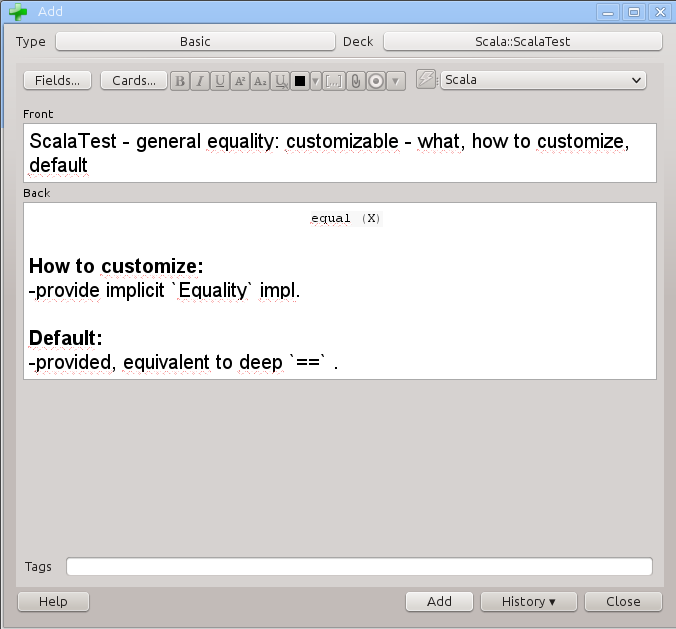 Add
Type Basic Deck Scala::ScalaTest
Fields... Cards... B I U A² A₂ U [...] Scala
Front
ScalaTest - general equality: customizable - what, how to customize,
default
Back
equal (X)
How to customize:
-provide implicit `Equality` impl.
Default:
-provided, equivalent to deep `==` .
Tags
Help Add History ▾ Close